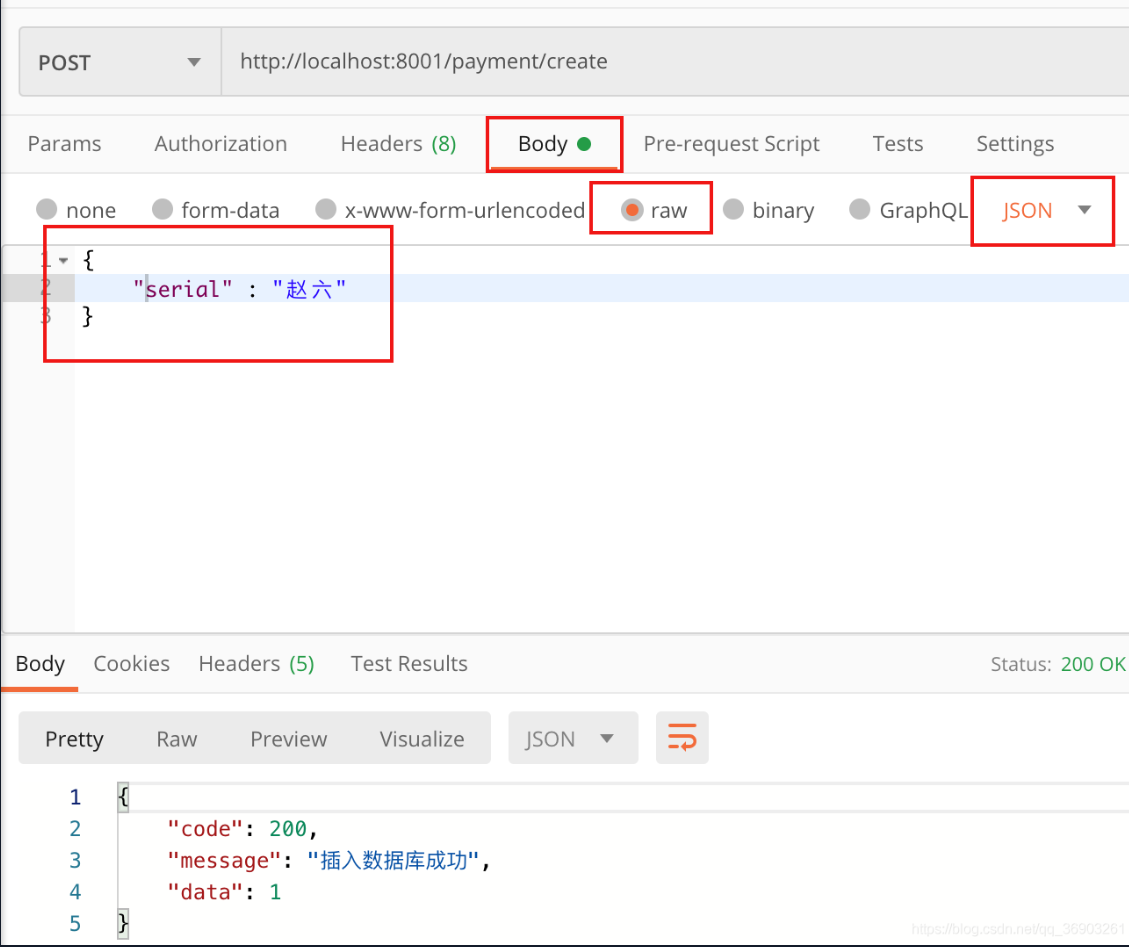 POST http://localhost:8001/payment/create
Params Authorization Headers (8) Body Pre-request Script Tests Settings
none form-data x-www-form-urlencoded raw binary GraphQL JSON
1 {
2 "serial" : "赵六"
3 }
Body Cookies Headers (5) Test Results Status: 200 OK
Pretty Raw Preview Visualize JSON
1 {
2 "code": 200,
3 "message": "插入数据库成功",
4 "data": 1
5 }
https://blog.csdn.net/qq_36903261